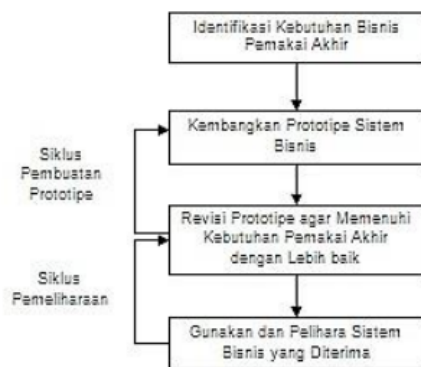 Identifikasi Kebutuhan Bisnis
Pemakai Akhir
Kembangkan Prototipe Sistem
Bisnis
Siklus
Pembuatan
Prototipe
Revisi Prototipe agar Memenuhi
Kebutuhan Pemakai Akhir
dengan Lebih baik
Siklus
Pemeliharaan
Gunakan dan Pelihara Sistem
Bisnis yang Diterima